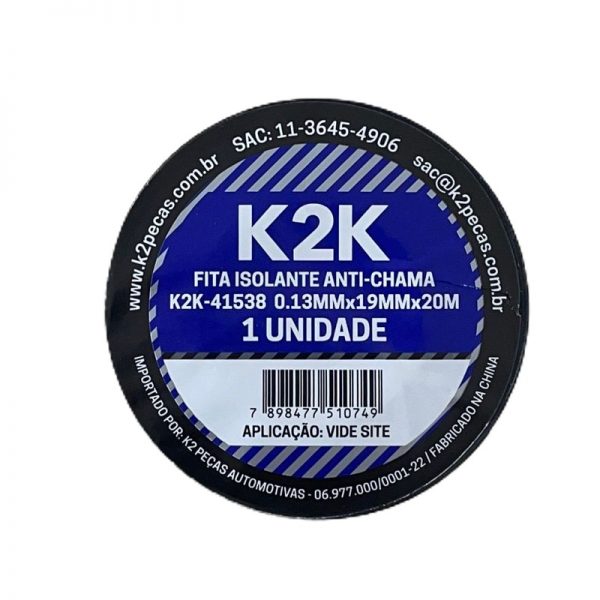 SAC: 11-3645-4906
www.k2pecas.com.br
sac@k2pecas.com.br
K2K
FITA ISOLANTE ANTI-CHAMA
K2K-41538 0.13MMx19MMx20M
1 UNIDADE
7 898477 510749
APLICAÇÃO: VIDE SITE
IMPORTADO POR: K2 PEÇAS AUTOMOTIVAS - 06.977.000/0001-22 / FABRICADO NA CHINA